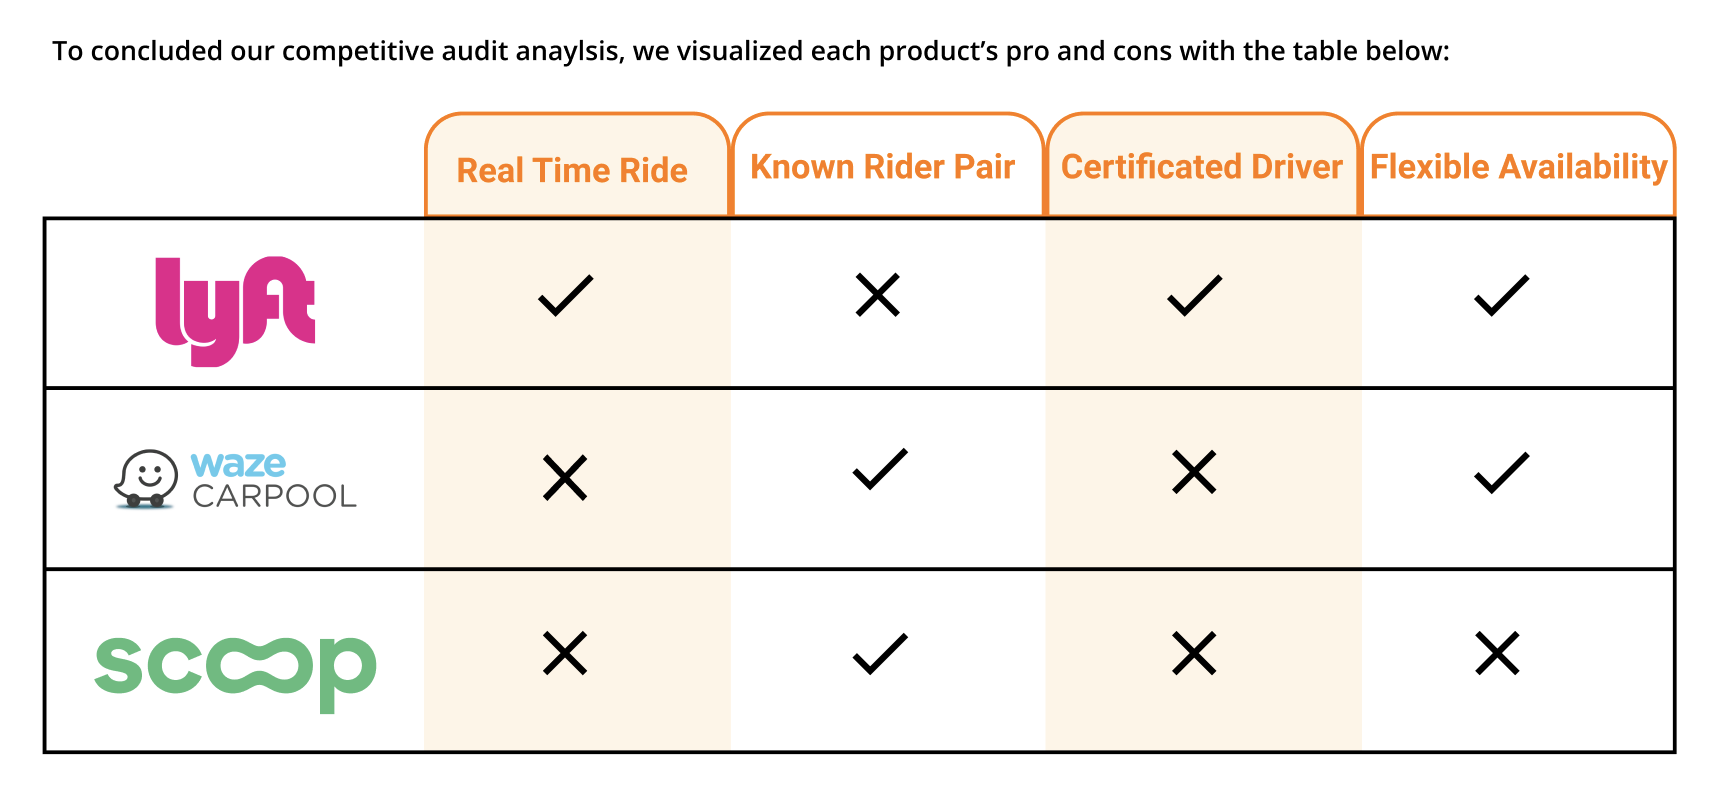 To concluded our competitive audit anaylsis, we visualized each product’s pro and cons with the table below:
Real Time Ride Known Rider Pair Certificated Driver Flexible Availability
lyft
waze
CARPOOL
scoop